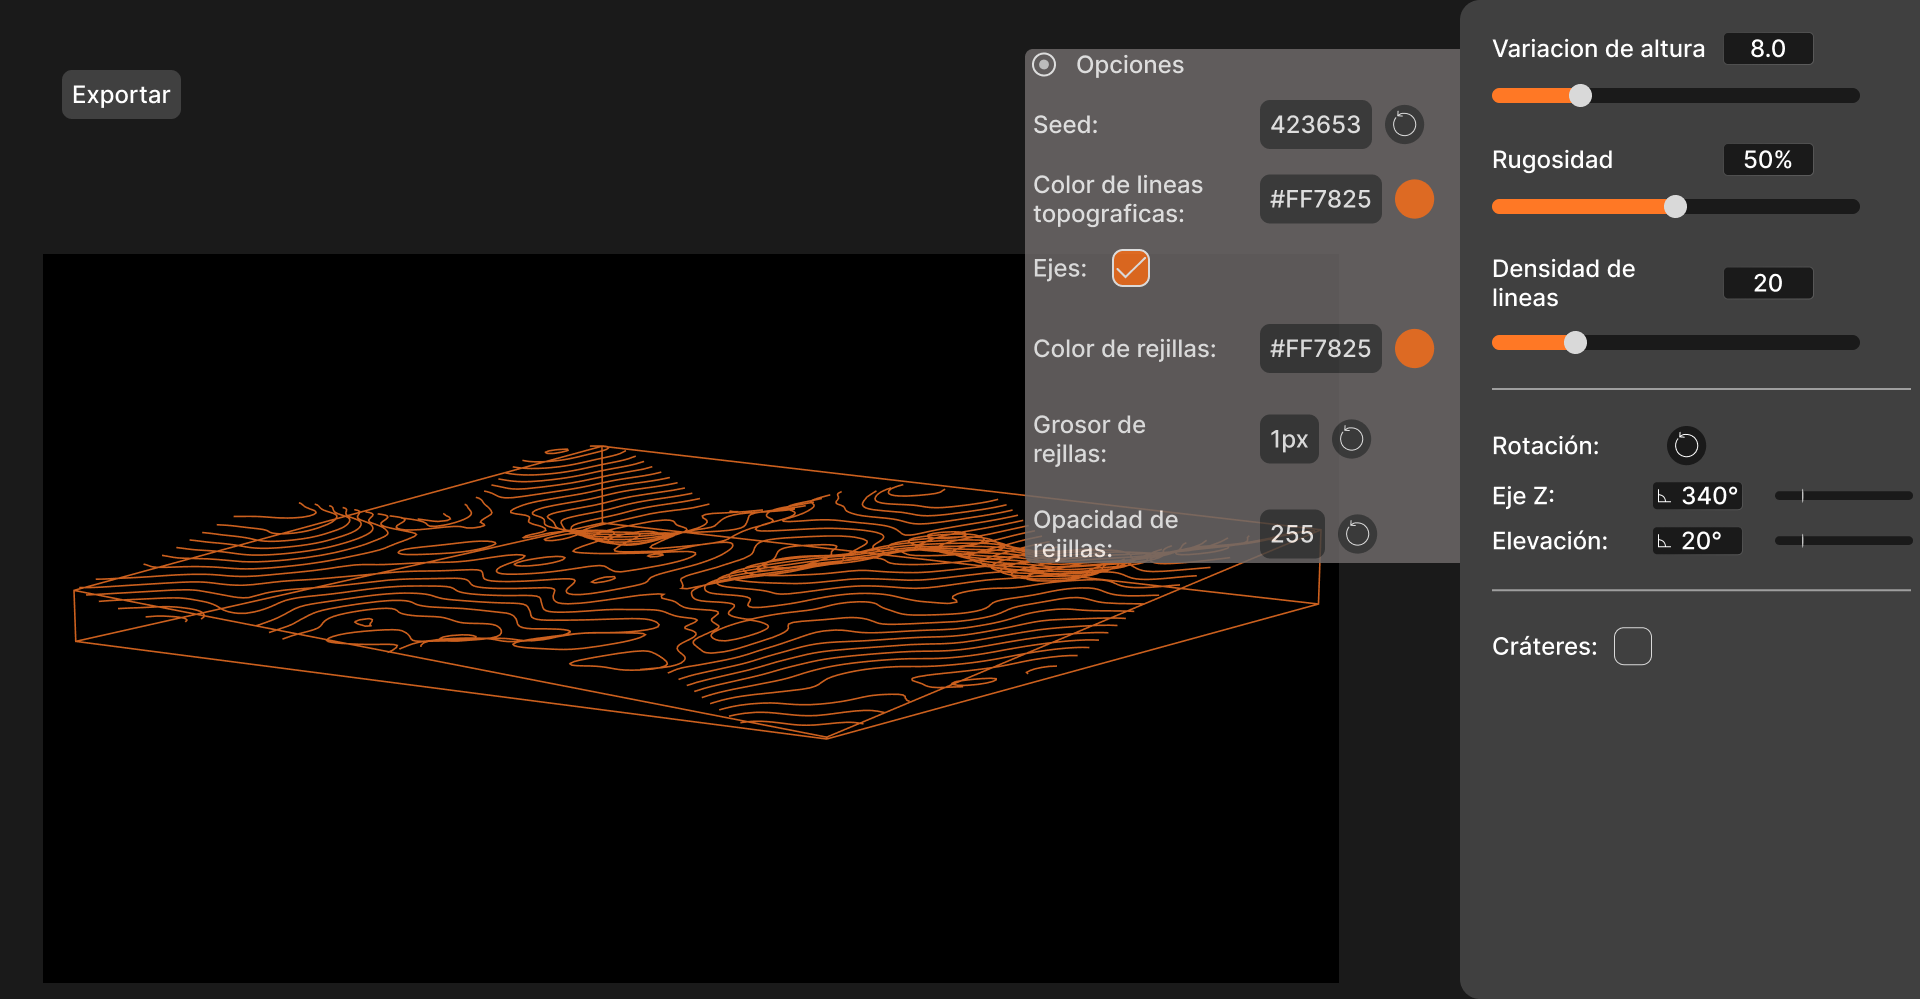 Exportar
Opciones
Seed: 423653
Color de lineas
topograficas: #FF7825
Ejes:
Color de rejillas: #FF7825
Grosor de
rejllas: 1px
Opacidad de
rejillas: 255
Variacion de altura 8.0
Rugosidad 50%
Densidad de
lineas 20
Rotación:
Eje Z: 340°
Elevación: 20°
Cráteres: